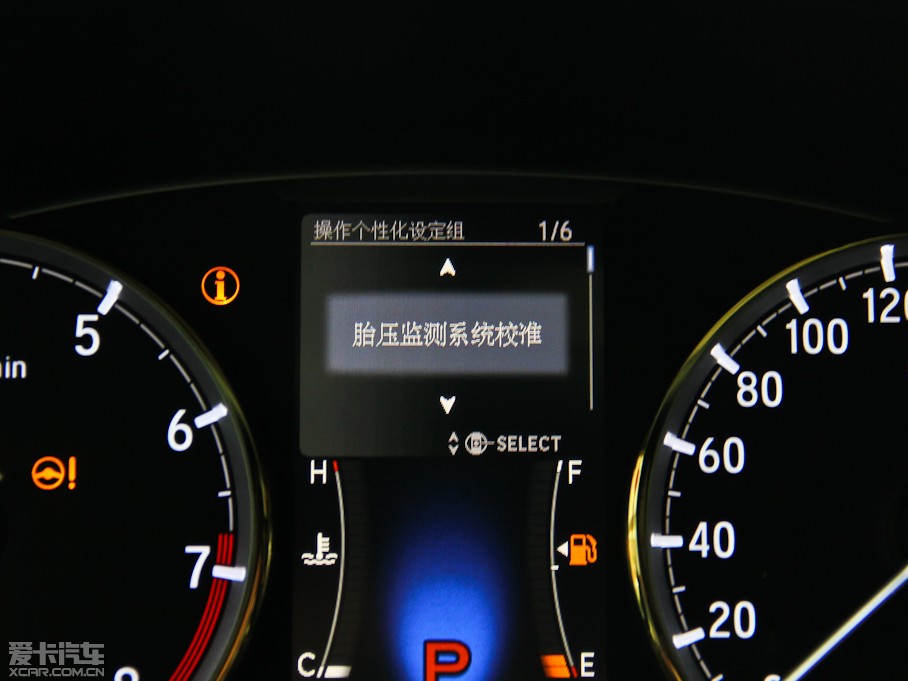 操作个性化设定组 1/6
胎压监测系统校准
SELECT
5
6
7
8
H
C
F
E
P
120
100
80
60
40
20
爱卡汽车
XCAR.COM.CN